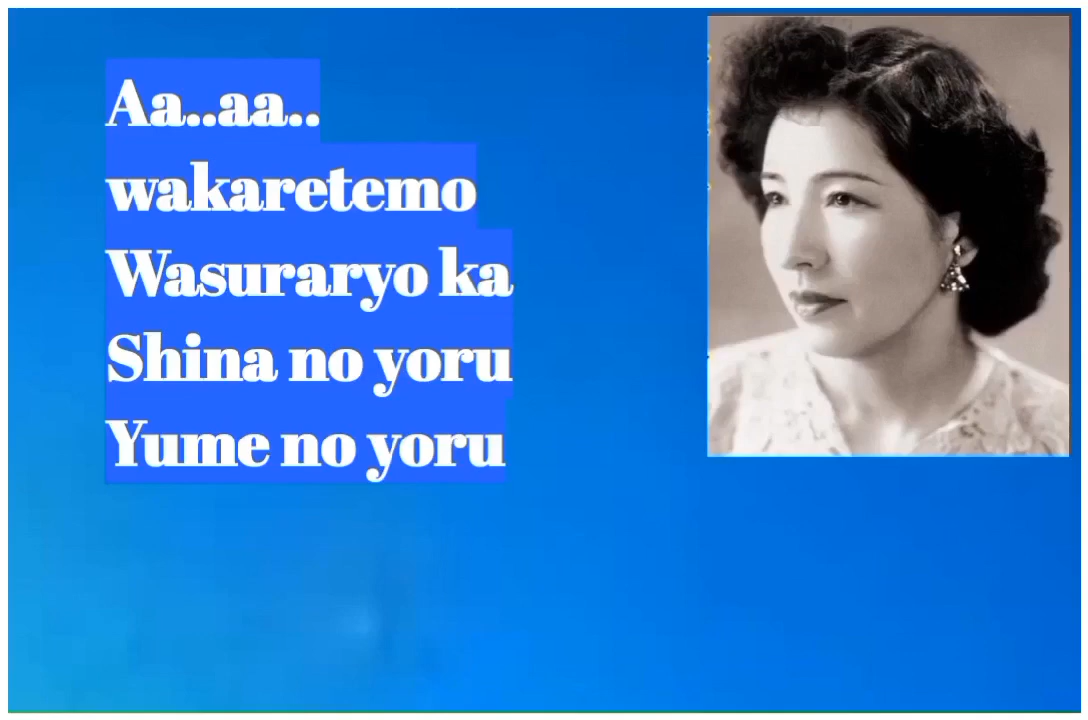 Aa..aa..
wakaretemo
Wasuraryo ka
Shina no yoru
Yume no yoru